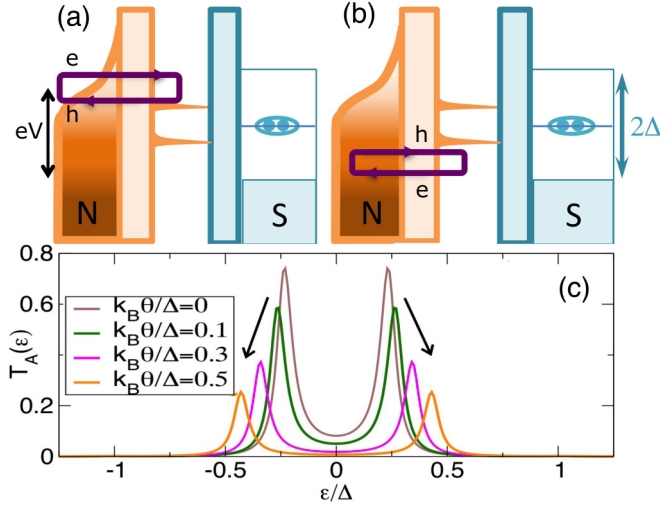 (a)
(b)
e
h
eV
N
S
h
e
N
S
2Δ
(c)
0.8
0.6
0.4
0.2
0
T_A(ε)
k_Bθ/Δ=0
k_Bθ/Δ=0.1
k_Bθ/Δ=0.3
k_Bθ/Δ=0.5
-1 -0.5 0 0.5 1
ε/Δ